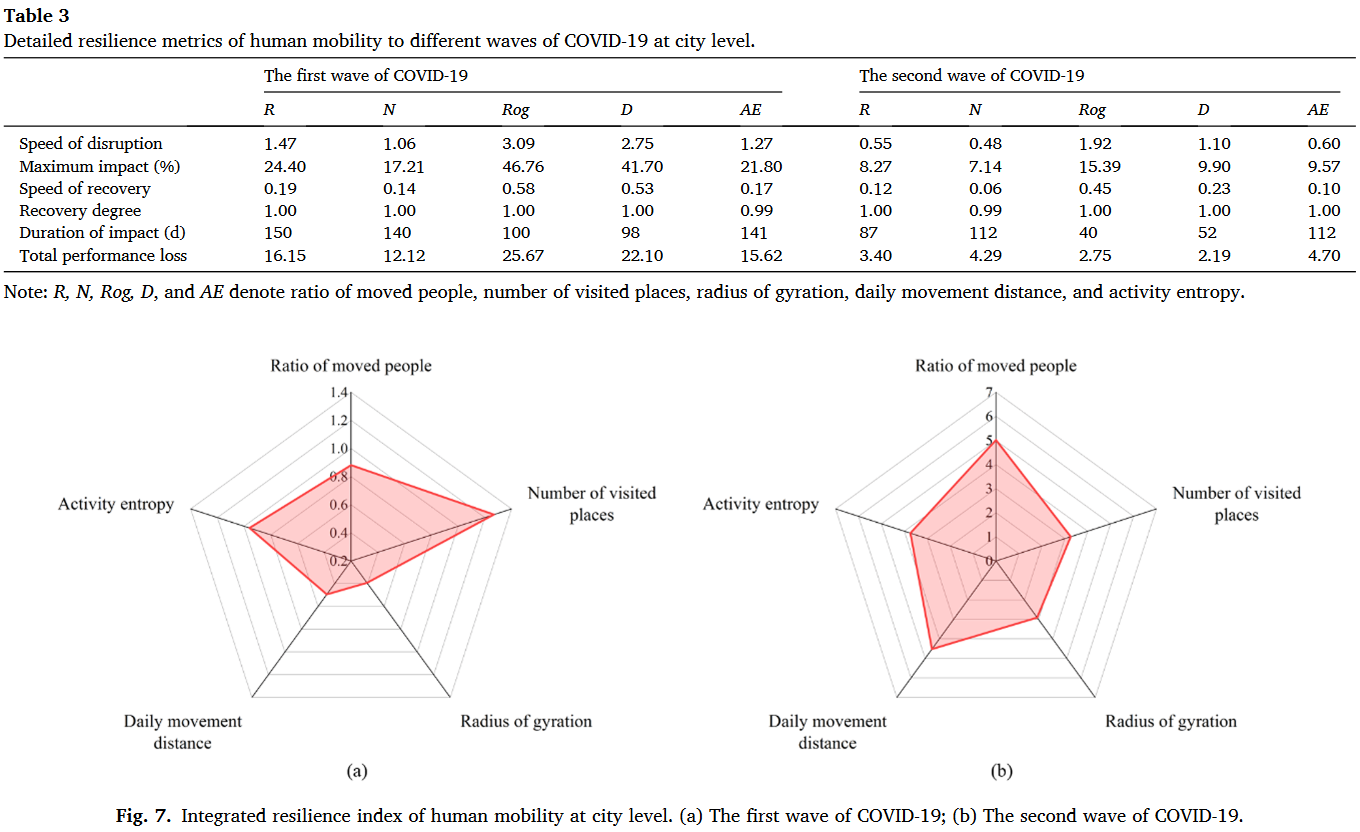 Table 3
Detailed resilience metrics of human mobility to different waves of COVID-19 at city level.
The first wave of COVID-19 The second wave of COVID-19
R N Rog D AE R N Rog D AE
Speed of disruption 1.47 1.06 3.09 2.75 1.27 0.55 0.48 1.92 1.10 0.60
Maximum impact (%) 24.40 17.21 46.76 41.70 21.80 8.27 7.14 15.39 9.90 9.57
Speed of recovery 0.19 0.14 0.58 0.53 0.17 0.12 0.06 0.45 0.23 0.10
Recovery degree 1.00 1.00 1.00 1.00 0.99 1.00 0.99 1.00 1.00 1.00
Duration of impact (d) 150 140 100 98 141 87 112 40 52 112
Total performance loss 16.15 12.12 25.67 22.10 15.62 3.40 4.29 2.75 2.19 4.70
Note: R, N, Rog, D, and AE denote ratio of moved people, number of visited places, radius of gyration, daily movement distance, and activity entropy.
Ratio of moved people
1.4
1.2
1.0
0.8
0.6
0.4
0.2
Activity entropy
Number of visited
places
Daily movement
distance
Radius of gyration
(a)
Ratio of moved people
7
6
5
4
3
2
1
0
Activity entropy
Number of visited
places
Daily movement
distance
Radius of gyration
(b)
Fig. 7. Integrated resilience index of human mobility at city level. (a) The first wave of COVID-19; (b) The second wave of COVID-19.